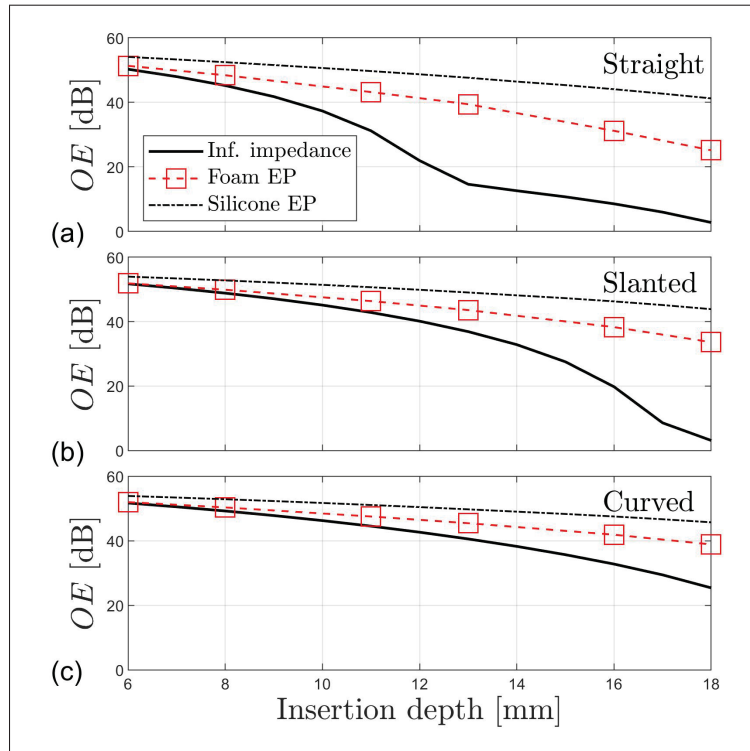 60
Straight
40
OE [dB]
Inf. impedance
20
Foam EP
Silicone EP
(a)
0
60
Slanted
40
OE [dB]
20
(b)
0
60
Curved
40
OE [dB]
20
(c)
0
6 8 10 12 14 16 18
Insertion depth [mm]